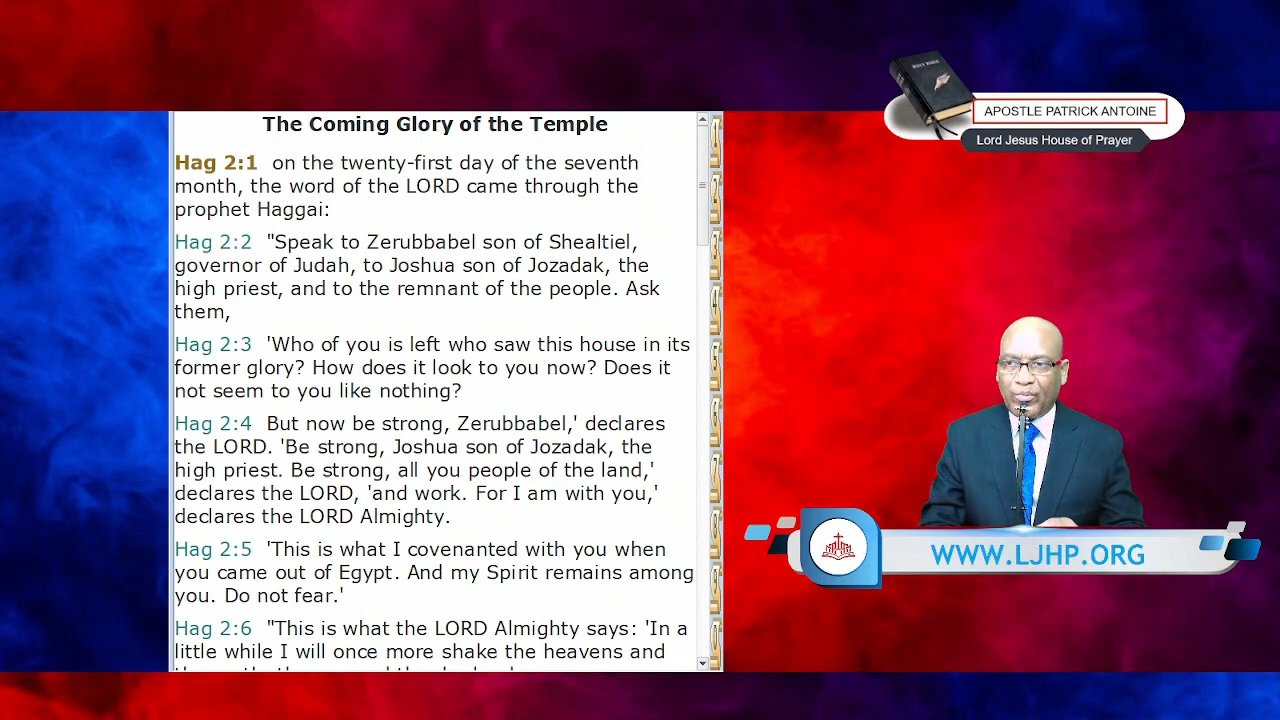 The Coming Glory of the Temple
Hag 2:1 on the twenty-first day of the seventh
month, the word of the LORD came through the
prophet Haggai:
Hag 2:2 "Speak to Zerubbabel son of Shealtiel,
governor of Judah, to Joshua son of Jozadak, the
high priest, and to the remnant of the people. Ask
them,
Hag 2:3 'Who of you is left who saw this house in its
former glory? How does it look to you now? Does it
not seem to you like nothing?
Hag 2:4 But now be strong, Zerubbabel,' declares
the LORD. 'Be strong, Joshua son of Jozadak, the
high priest. Be strong, all you people of the land,'
declares the LORD, 'and work. For I am with you,'
declares the LORD Almighty.
Hag 2:5 'This is what I covenanted with you when
you came out of Egypt. And my Spirit remains among
you. Do not fear.'
Hag 2:6 "This is what the LORD Almighty says: 'In a
little while I will once more shake the heavens and
HOLY BIBLE
APOSTLE PATRICK ANTOINE
Lord Jesus House of Prayer
WWW.LJHP.ORG